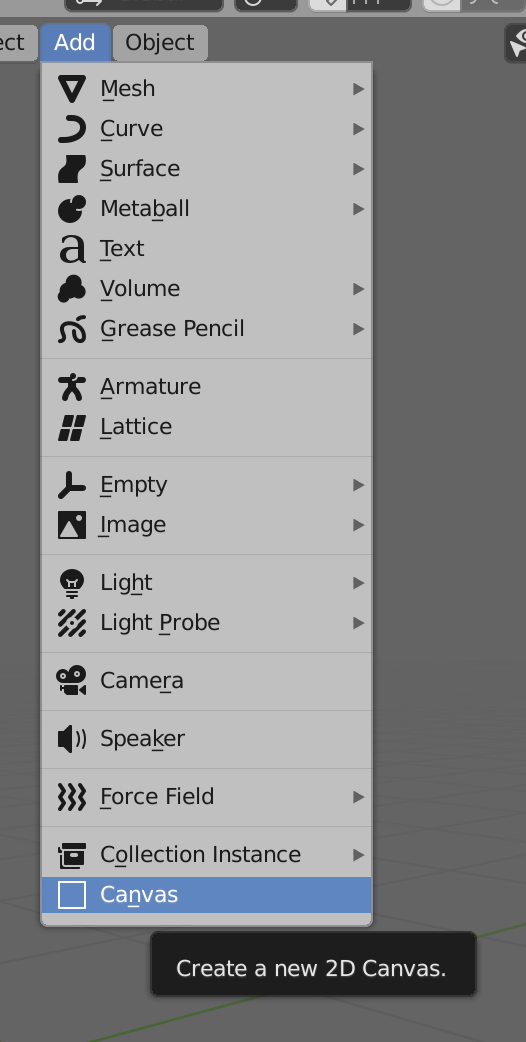 ect Add Object
Mesh
Curve
Surface
Metaball
Text
Volume
Grease Pencil
Armature
Lattice
Empty
Image
Light
Light Probe
Camera
Speaker
Force Field
Collection Instance
Canvas
Create a new 2D Canvas.